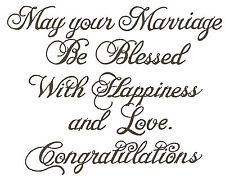 May your Marriage
Be Blessed
With Happiness
and Love.
Congratulations